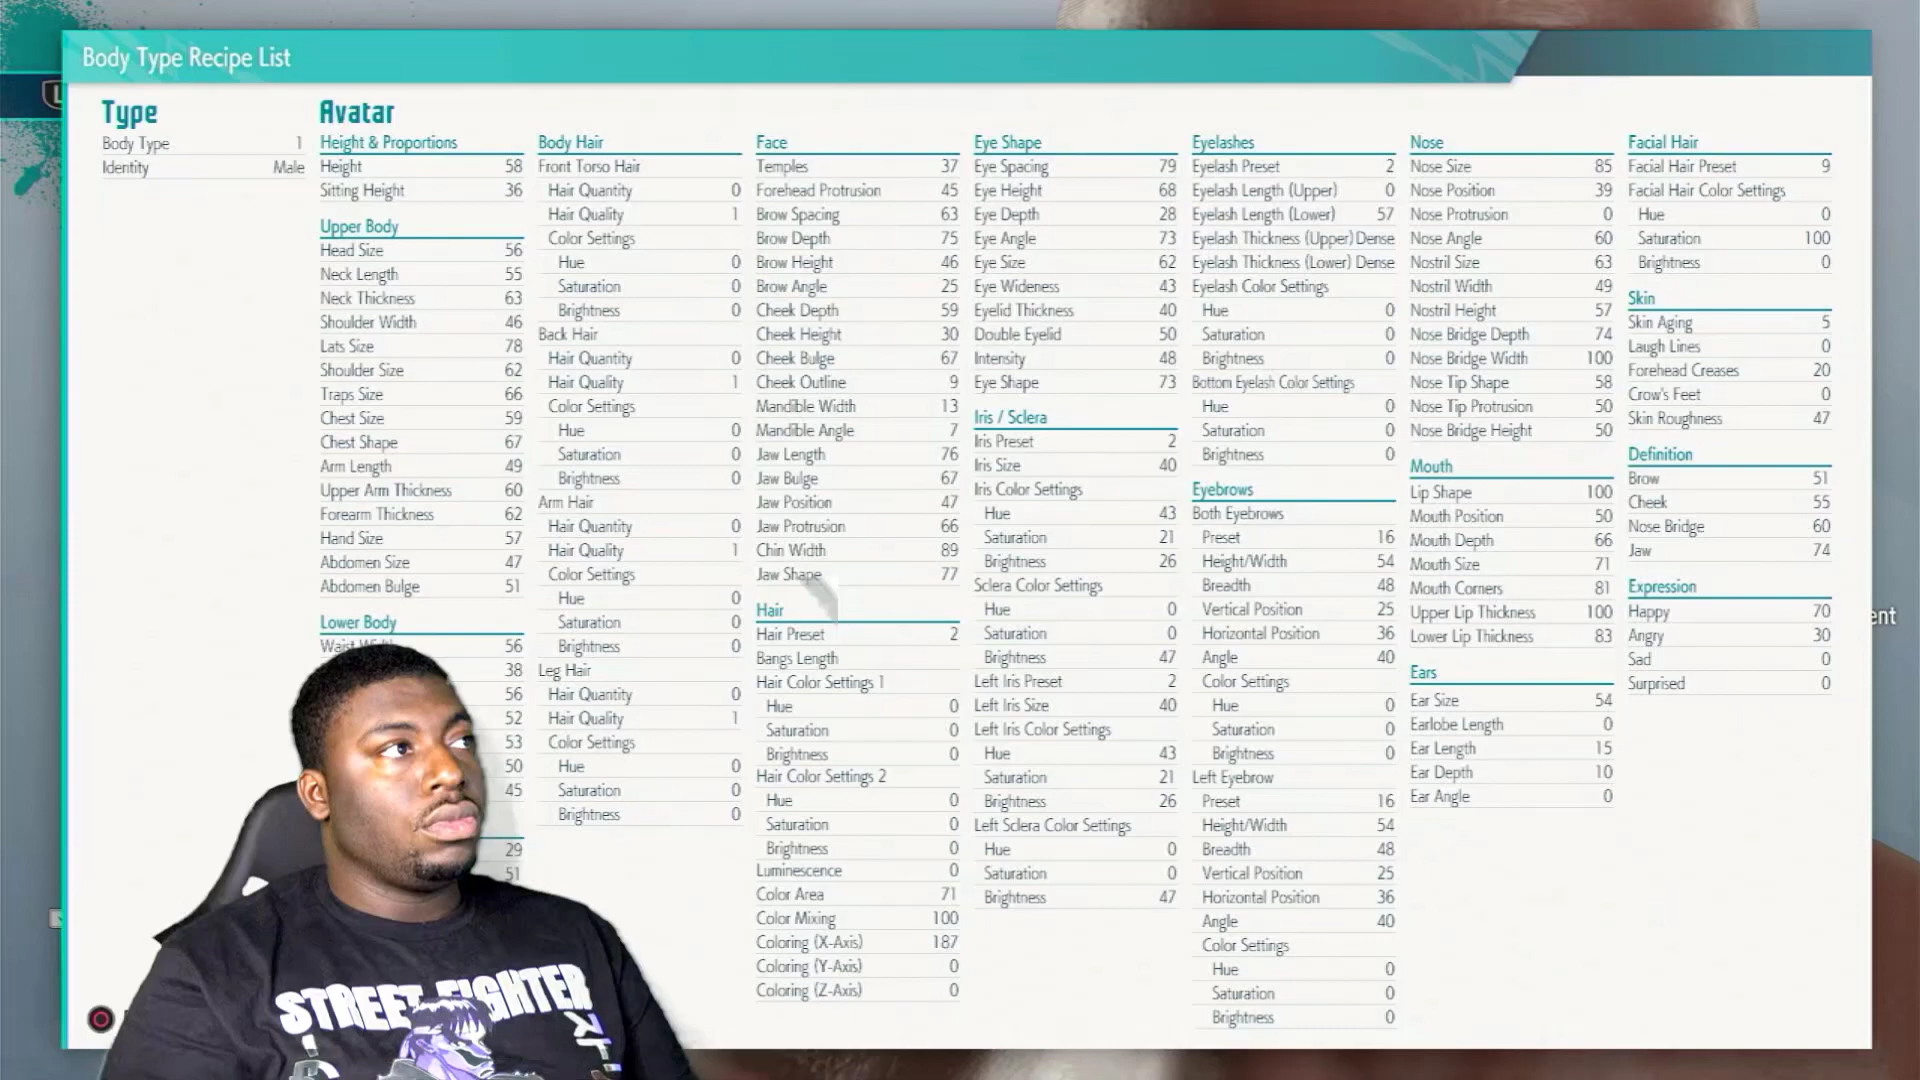 Body Type Recipe List
Type
Body Type 1
Identity Male
Avatar
Height & Proportions
Height 58
Sitting Height 36
Upper Body
Head Size 56
Neck Length 55
Neck Thickness 63
Shoulder Width 46
Lats Size 78
Shoulder Size 62
Traps Size 66
Chest Size 59
Chest Shape 67
Arm Length 49
Upper Arm Thickness 60
Forearm Thickness 62
Hand Size 57
Abdomen Size 47
Abdomen Bulge 51
Lower Body
Waist Width 56
38
56
52
53
50
45
29
51
Body Hair
Front Torso Hair
Hair Quantity 0
Hair Quality 1
Color Settings
Hue 0
Saturation 0
Brightness 0
Back Hair
Hair Quantity 0
Hair Quality 1
Color Settings
Hue 0
Saturation 0
Brightness 0
Arm Hair
Hair Quantity 0
Hair Quality 1
Color Settings
Hue 0
Saturation 0
Brightness 0
Leg Hair
Hair Quantity 0
Hair Quality 1
Color Settings
Hue 0
Saturation 0
Brightness 0
Face
Temples 37
Forehead Protrusion 45
Brow Spacing 63
Brow Depth 75
Brow Height 46
Brow Angle 25
Cheek Depth 59
Cheek Height 30
Cheek Bulge 67
Cheek Outline 9
Mandible Width 13
Mandible Angle 7
Jaw Length 76
Jaw Bulge 67
Jaw Position 47
Jaw Protrusion 66
Chin Width 89
Jaw Shape 77
Hair
Hair Preset 2
Bangs Length
Hair Color Settings 1
Hue 0
Saturation 0
Brightness 0
Hair Color Settings 2
Hue 0
Saturation 0
Brightness 0
Luminescence 0
Color Area 71
Color Mixing 100
Coloring (X-Axis) 187
Coloring (Y-Axis) 0
Coloring (Z-Axis) 0
Eye Shape
Eye Spacing 79
Eye Height 68
Eye Depth 28
Eye Angle 73
Eye Size 62
Eye Wideness 43
Eyelid Thickness 40
Double Eyelid 50
Intensity 48
Eye Shape 73
Iris / Sclera
Iris Preset 2
Iris Size 40
Iris Color Settings
Hue 43
Saturation 21
Brightness 26
Sclera Color Settings
Hue 0
Saturation 0
Brightness 47
Left Iris Preset 2
Left Iris Size 40
Left Iris Color Settings
Hue 43
Saturation 21
Brightness 26
Left Sclera Color Settings
Hue 0
Saturation 0
Brightness 47
Eyelashes
Eyelash Preset 2
Eyelash Length (Upper) 0
Eyelash Length (Lower) 57
Eyelash Thickness (Upper) Dense
Eyelash Thickness (Lower) Dense
Eyelash Color Settings
Hue 0
Saturation 0
Brightness 0
Bottom Eyelash Color Settings
Hue 0
Saturation 0
Brightness 0
Eyebrows
Both Eyebrows
Preset 16
Height/Width 54
Breadth 48
Vertical Position 25
Horizontal Position 36
Angle 40
Color Settings
Hue 0
Saturation 0
Brightness 0
Left Eyebrow
Preset 16
Height/Width 54
Breadth 48
Vertical Position 25
Horizontal Position 36
Angle 40
Color Settings
Hue 0
Saturation 0
Brightness 0
Nose
Nose Size 85
Nose Position 39
Nose Protrusion 0
Nose Angle 60
Nostril Size 63
Nostril Width 49
Nostril Height 57
Nose Bridge Depth 74
Nose Bridge Width 100
Nose Tip Shape 58
Nose Tip Protrusion 50
Nose Bridge Height 50
Mouth
Lip Shape 100
Mouth Position 50
Mouth Depth 66
Mouth Size 71
Mouth Corners 81
Upper Lip Thickness 100
Lower Lip Thickness 83
Ears
Ear Size 54
Earlobe Length 0
Ear Length 15
Ear Depth 10
Ear Angle 0
Facial Hair
Facial Hair Preset 9
Facial Hair Color Settings
Hue 0
Saturation 100
Brightness 0
Skin
Skin Aging 5
Laugh Lines 0
Forehead Creases 20
Crow's Feet 0
Skin Roughness 47
Definition
Brow 51
Cheek 55
Nose Bridge 60
Jaw 74
Expression
Happy 70
Angry 30
Sad 0
Surprised 0
ent
STREET FIGHTER